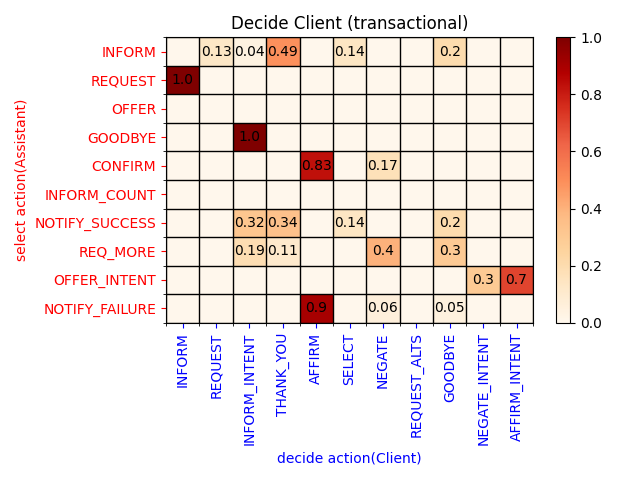 Decide Client (transactional)
select action(Assistant)
INFORM 0.13 0.04 0.49 0.14 0.2
REQUEST 1.0
OFFER
GOODBYE 1.0
CONFIRM 0.83 0.17
INFORM_COUNT
NOTIFY_SUCCESS 0.32 0.34 0.14 0.2
REQ_MORE 0.19 0.11 0.4 0.3
OFFER_INTENT 0.3 0.7
NOTIFY_FAILURE 0.9 0.06 0.05
INFORM
REQUEST
INFORM_INTENT
THANK_YOU
AFFIRM
SELECT
NEGATE
REQUEST_ALTS
GOODBYE
NEGATE_INTENT
AFFIRM_INTENT
decide action(Client)
1.0
0.8
0.6
0.4
0.2
0.0